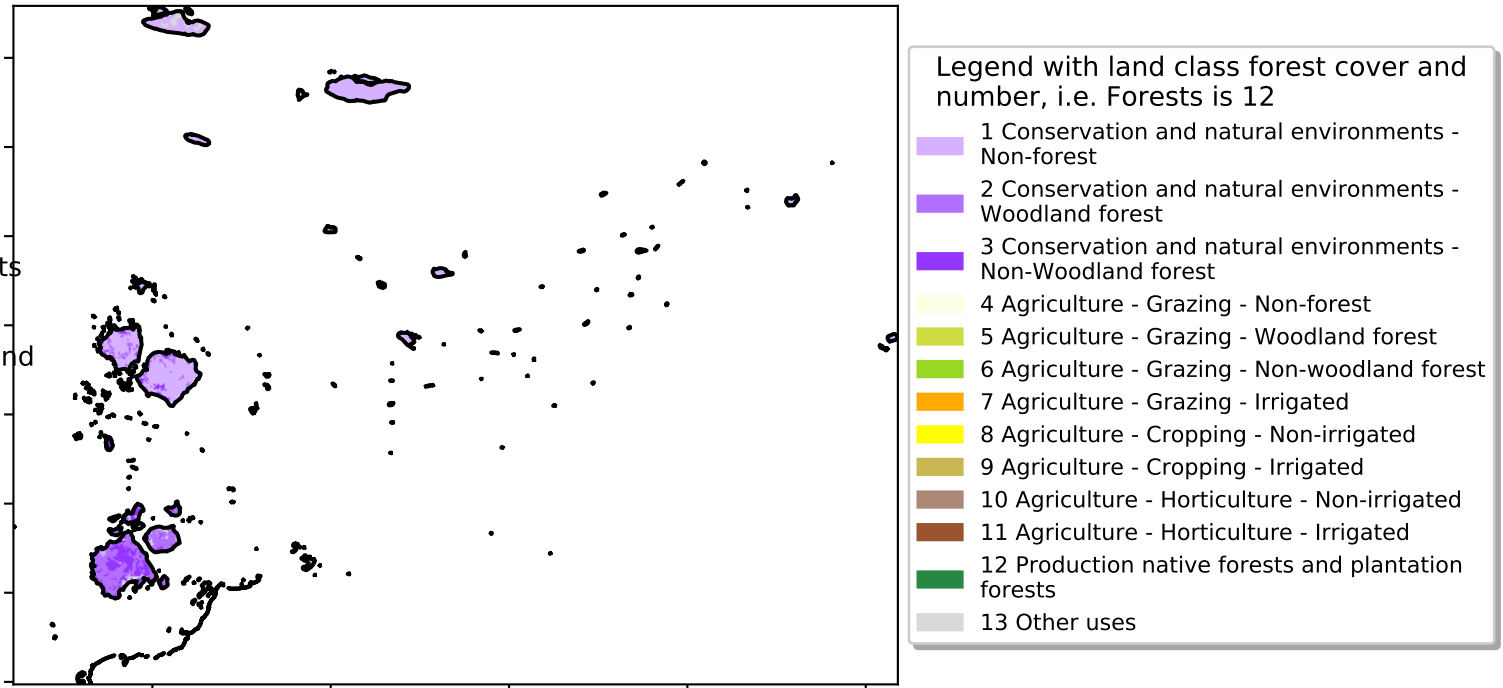 ts
nd
Legend with land class forest cover and
number, i.e. Forests is 12
1 Conservation and natural environments -
Non-forest
2 Conservation and natural environments -
Woodland forest
3 Conservation and natural environments -
Non-Woodland forest
4 Agriculture - Grazing - Non-forest
5 Agriculture - Grazing - Woodland forest
6 Agriculture - Grazing - Non-woodland forest
7 Agriculture - Grazing - Irrigated
8 Agriculture - Cropping - Non-irrigated
9 Agriculture - Cropping - Irrigated
10 Agriculture - Horticulture - Non-irrigated
11 Agriculture - Horticulture - Irrigated
12 Production native forests and plantation
forests
13 Other uses